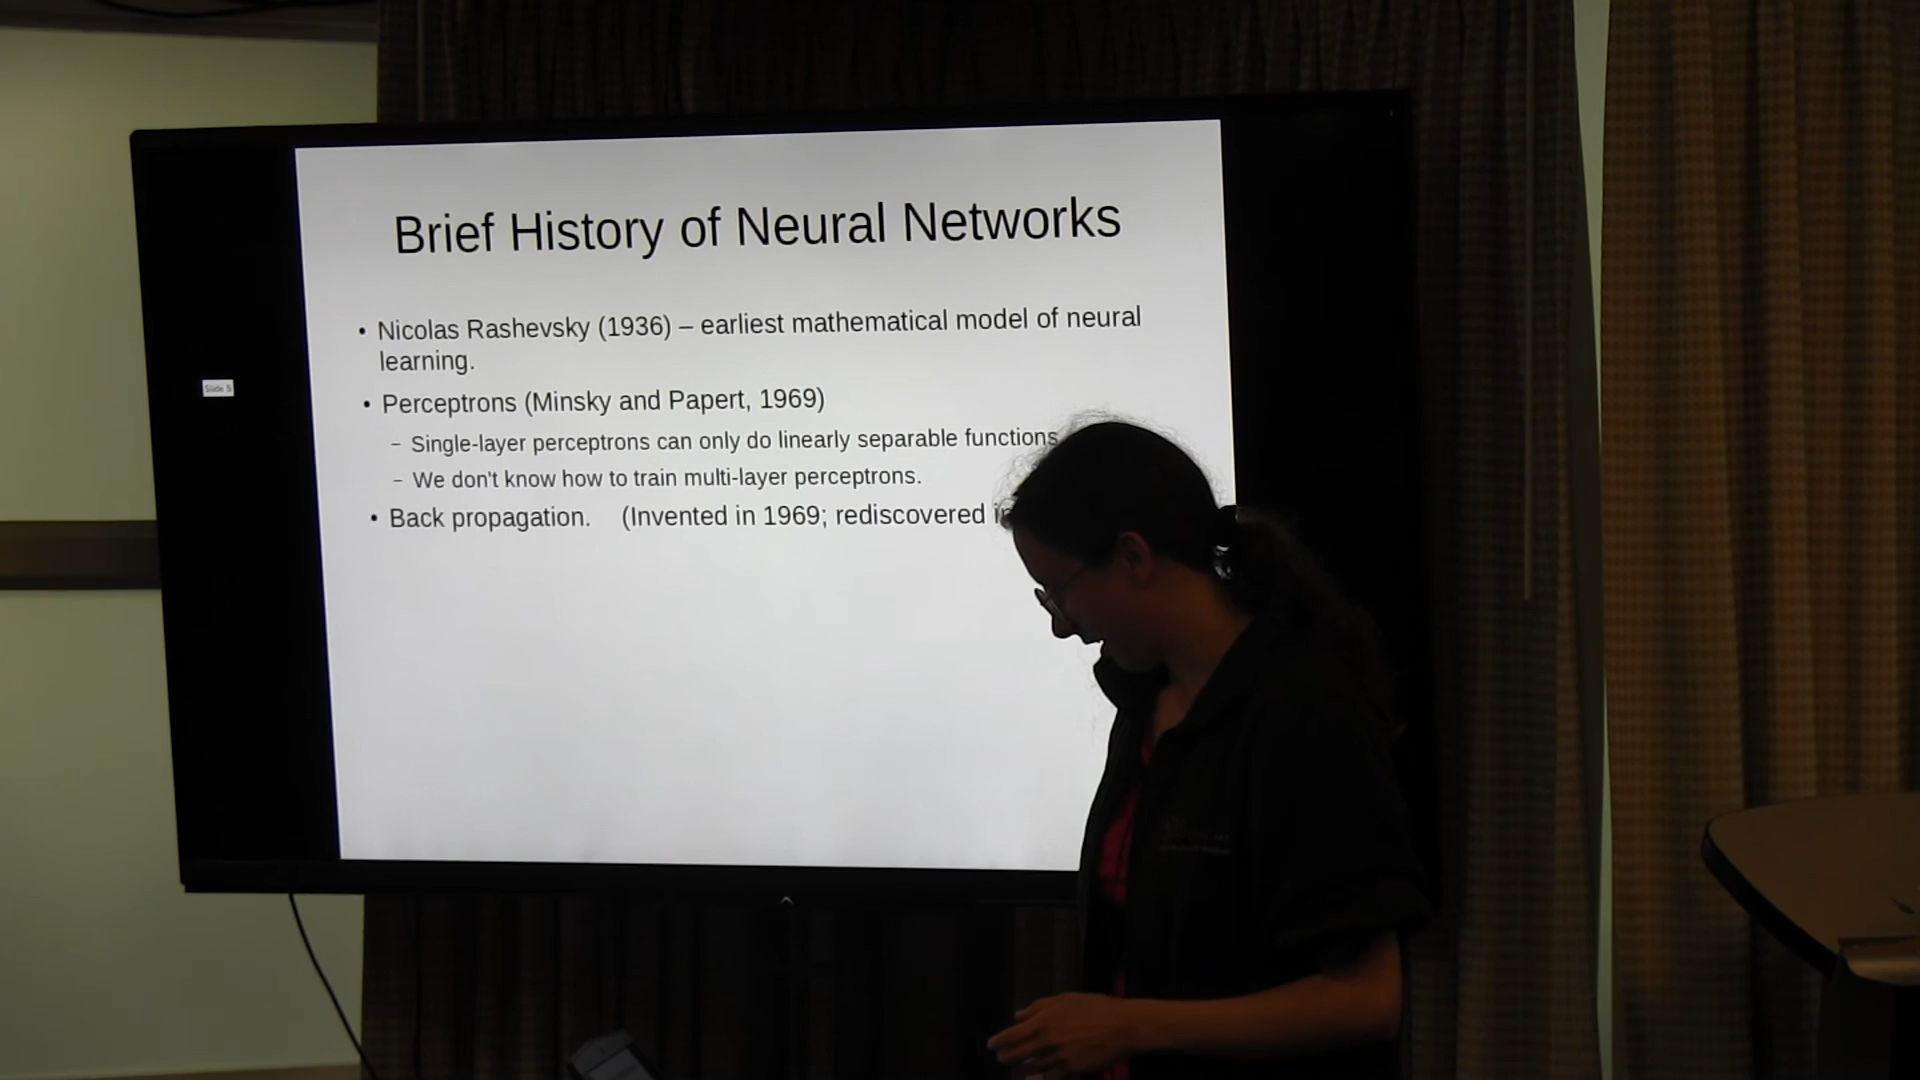 Brief History of Neural Networks
• Nicolas Rashevsky (1936) – earliest mathematical model of neural
learning.
• Perceptrons (Minsky and Papert, 1969)
– Single-layer perceptrons can only do linearly separable functions
– We don't know how to train multi-layer perceptrons.
• Back propagation. (Invented in 1969; rediscovered
Slide 5